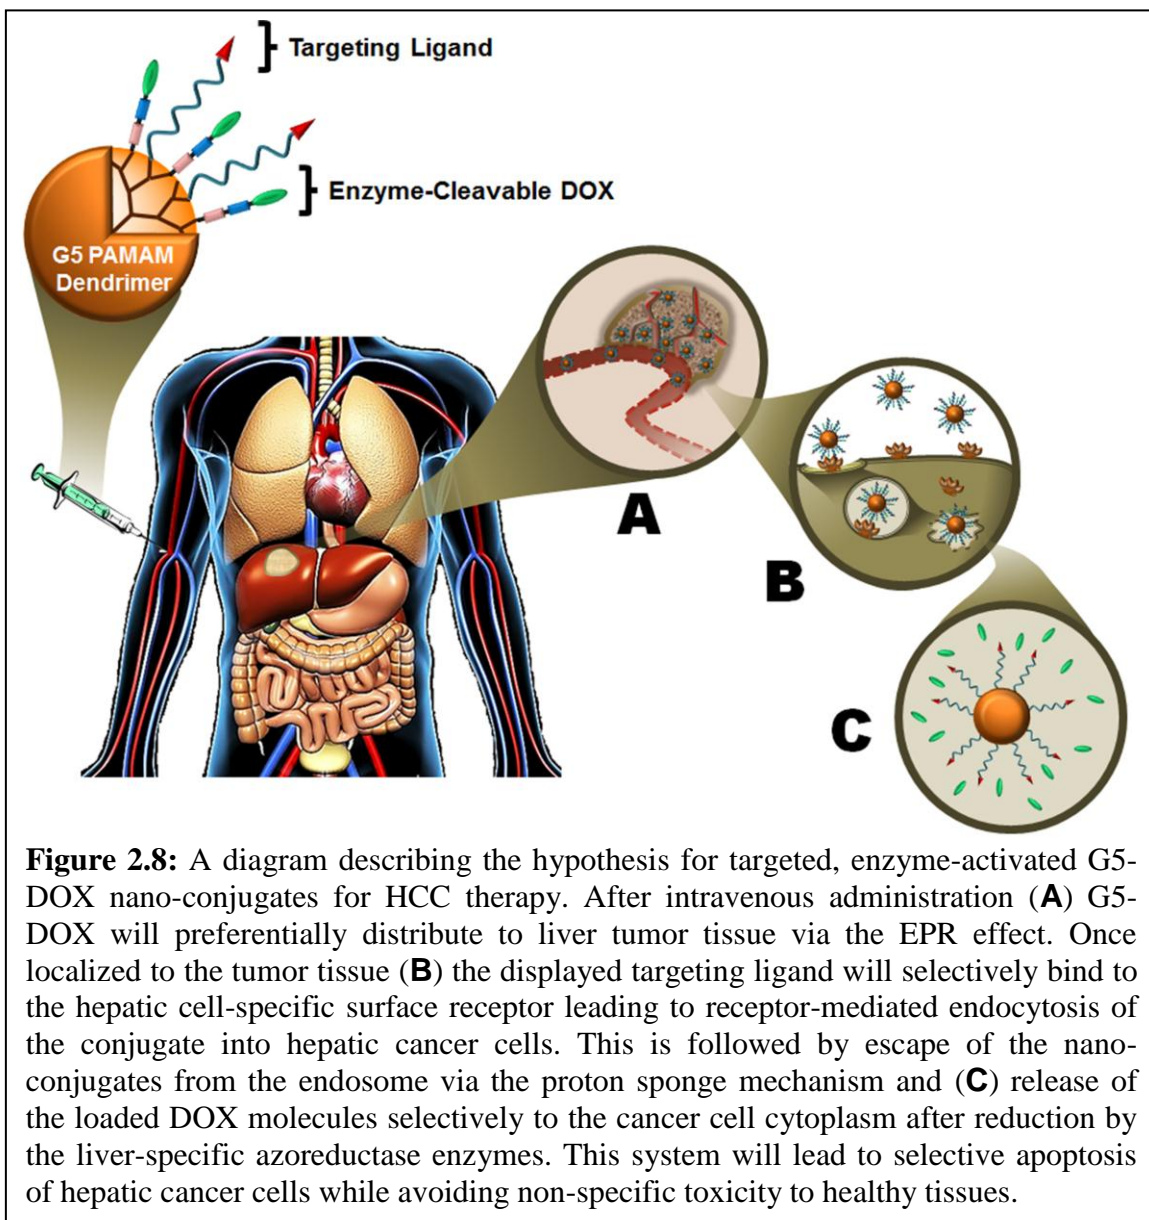 } Targeting Ligand
} Enzyme-Cleavable DOX
G5 PAMAM
Dendrimer
A
B
C
Figure 2.8: A diagram describing the hypothesis for targeted, enzyme-activated G5-
DOX nano-conjugates for HCC therapy. After intravenous administration (A) G5-
DOX will preferentially distribute to liver tumor tissue via the EPR effect. Once
localized to the tumor tissue (B) the displayed targeting ligand will selectively bind to
the hepatic cell-specific surface receptor leading to receptor-mediated endocytosis of
the conjugate into hepatic cancer cells. This is followed by escape of the nano-
conjugates from the endosome via the proton sponge mechanism and (C) release of
the loaded DOX molecules selectively to the cancer cell cytoplasm after reduction by
the liver-specific azoreductase enzymes. This system will lead to selective apoptosis
of hepatic cancer cells while avoiding non-specific toxicity to healthy tissues.